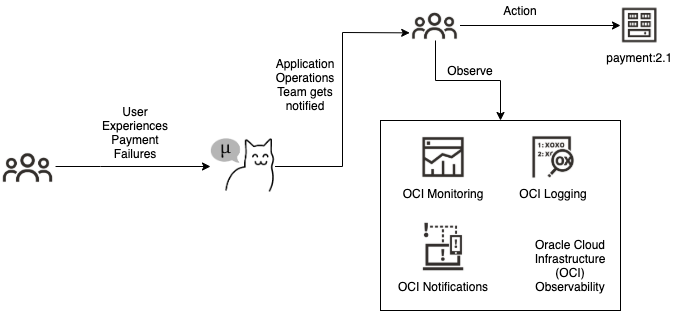 Action
payment:2.1
Application
Operations
Team gets
notified
Observe
User
Experiences
Payment
Failures
μ
1: XOXO
2: XO
OX
OCI Monitoring
OCI Logging
OCI Notifications
Oracle Cloud
Infrastructure
(OCI)
Observability